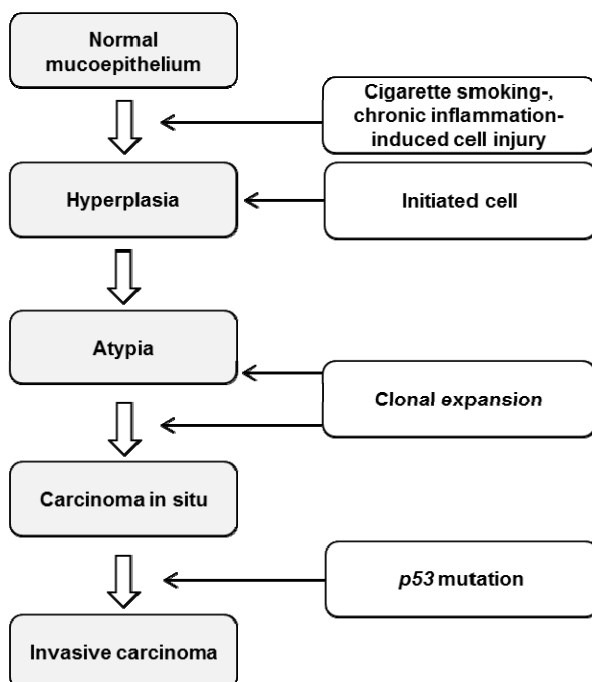 Normal
mucoepithelium
Cigarette smoking-,
chronic inflammation-
induced cell injury
Hyperplasia
Initiated cell
Atypia
Clonal expansion
Carcinoma in situ
p53 mutation
Invasive carcinoma